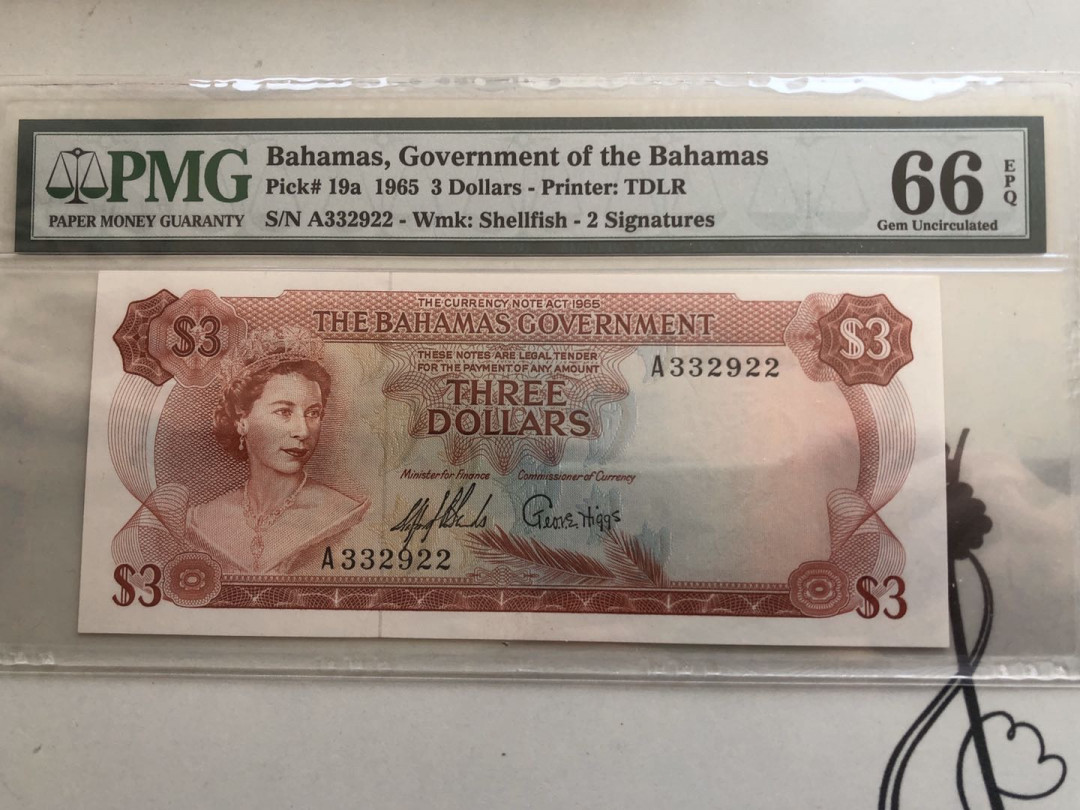 PMG
PAPER MONEY GUARANTY
Bahamas, Government of the Bahamas
Pick# 19a 1965 3 Dollars - Printer: TDLR
S/N A332922 - Wmk: Shellfish - 2 Signatures
66
EPQ
Gem Uncirculated
THE CURRENCY NOTE ACT 1965
$3 THE BAHAMAS GOVERNMENT $3
THESE NOTES ARE LEGAL TENDER
FOR THE PAYMENT OF ANY AMOUNT
A332922
THREE
DOLLARS
Minister for Finance Commissioner of Currency
Geo. E. Higgs
A332922
$3 $3